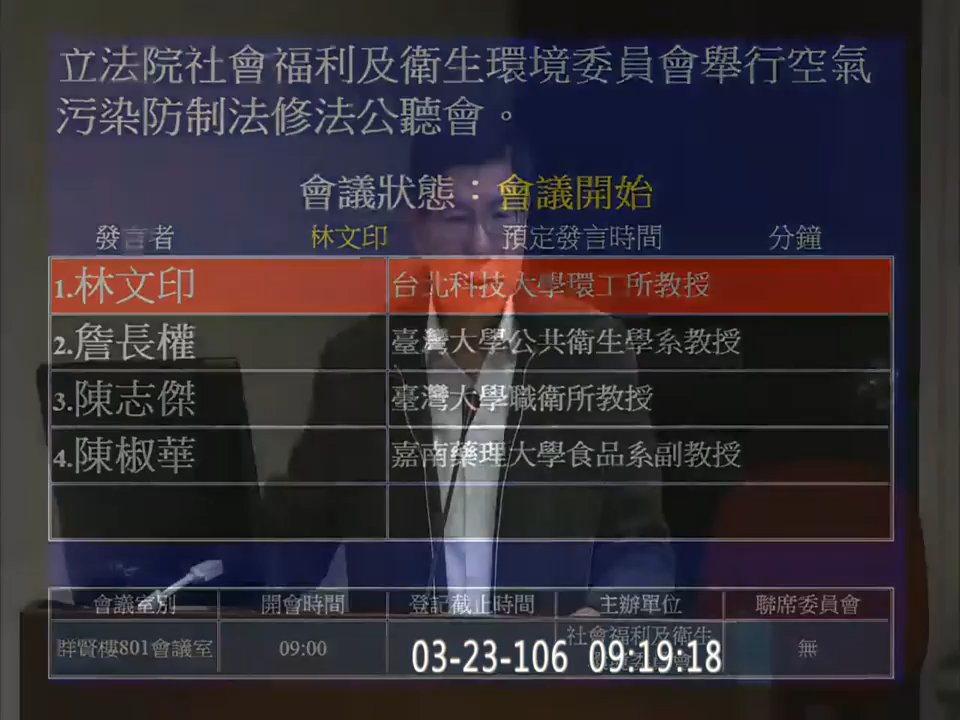 立法院社會福利及衛生環境委員會舉行空氣
污染防制法修法公聽會。
會議狀態：會議開始
發言者 林文印 預定發言時間 分鐘
1.林文印 台北科技大學環工所教授
2.詹長權 臺灣大學公共衛生學系教授
3.陳志傑 臺灣大學職衛所教授
4.陳椒華 嘉南藥理大學食品系副教授
會議室別 開會時間 登記截止時間 主辦單位 聯席委員會
群賢樓801會議室 09:00 社會福利及衛生 無
03-23-106 09:19:18